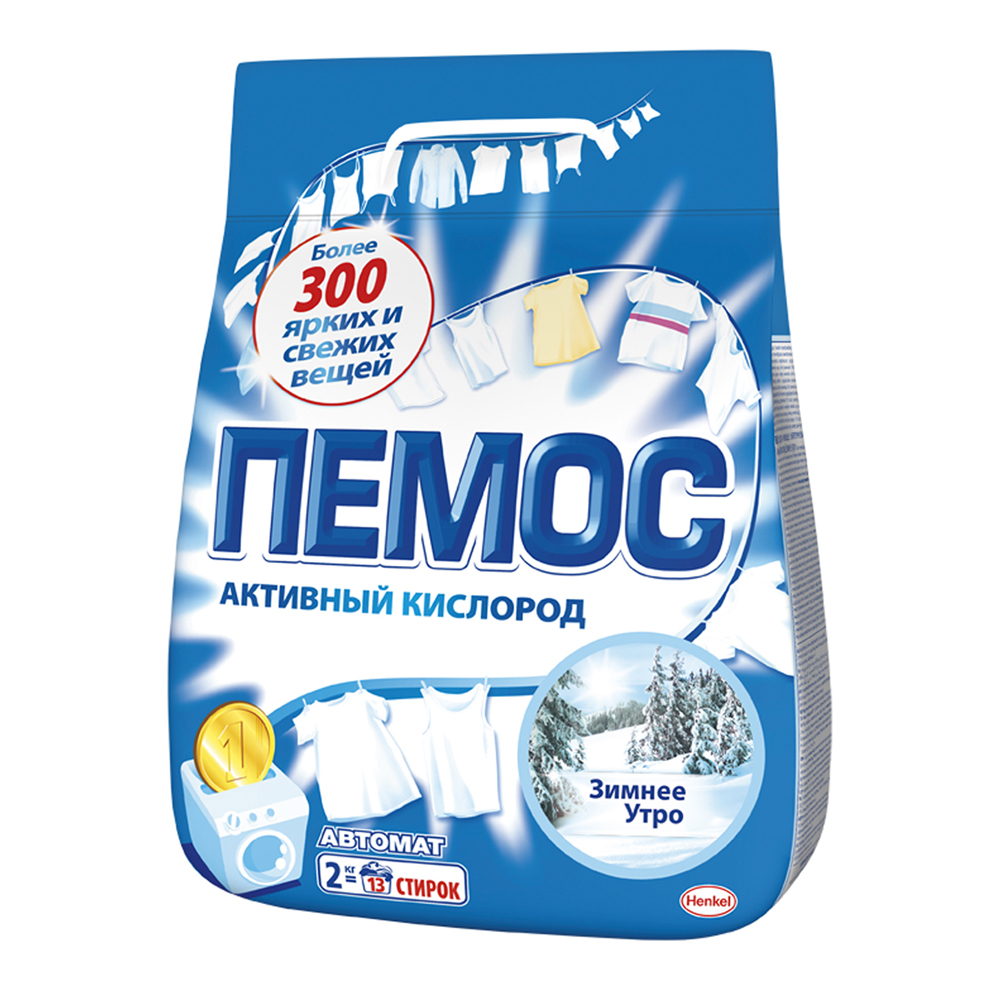 Более
300
ярких и
свежих
вещей
ПЕМОС
АКТИВНЫЙ КИСЛОРОД
1
Зимнее
Утро
АВТОМАТ
2 кг = 13 СТИРОК
Henkel